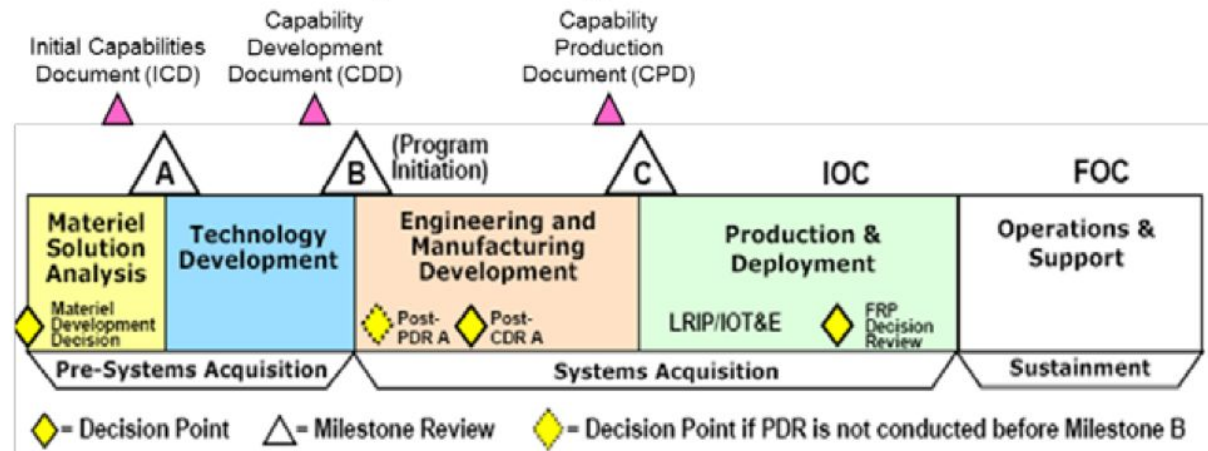 Initial Capabilities
Document (ICD)
Capability
Development
Document (CDD)
Capability
Production
Document (CPD)
A
B
(Program
Initiation)
C
IOC
FOC
Materiel
Solution
Analysis
Technology
Development
Engineering and
Manufacturing
Development
Production &
Deployment
Operations &
Support
Materiel
Development
Decision
Post-
PDR A
Post-
CDR A
LRIP/IOT&E
FRP
Decision
Review
Pre-Systems Acquisition
Systems Acquisition
Sustainment
= Decision Point
= Milestone Review
= Decision Point if PDR is not conducted before Milestone B